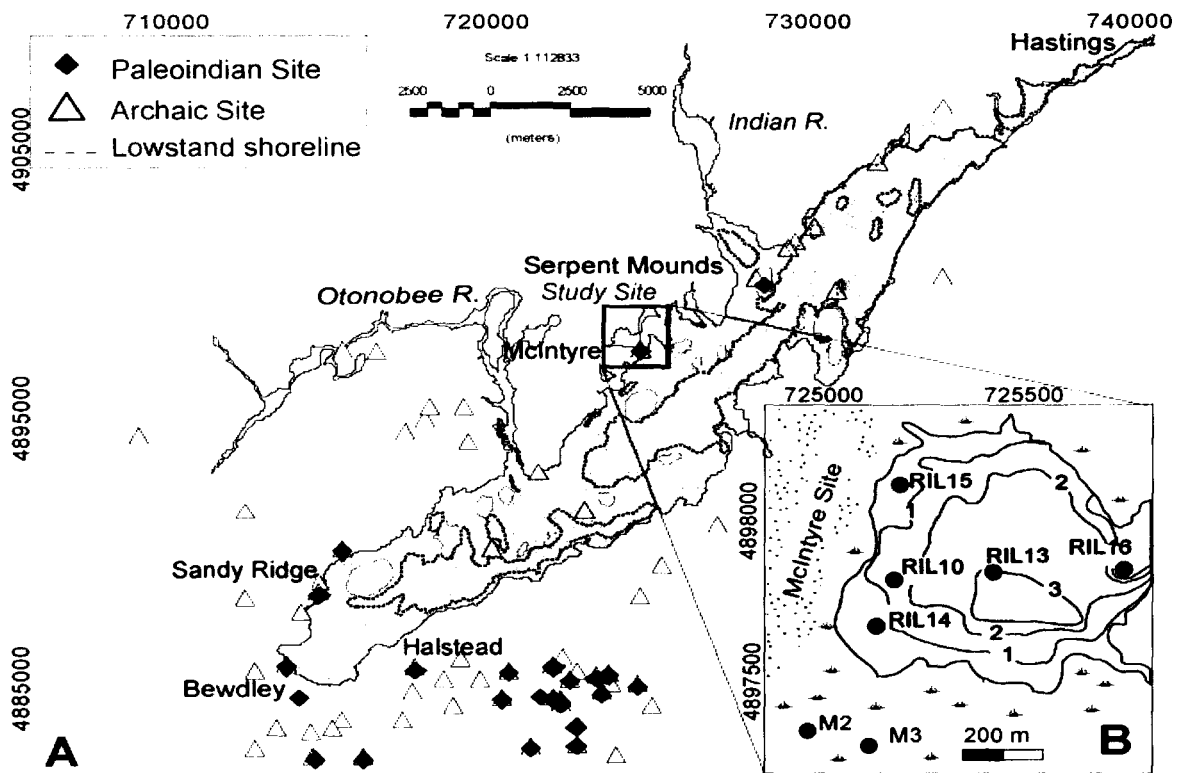 710000 720000 730000 740000
Paleoindian Site
Archaic Site
Lowstand shoreline
Scale 1 112833
2500 0 2500 5000
(meters)
Hastings
Indian R.
4905000
Serpent Mounds
Study Site
Otonobee R.
McIntyre
4895000
Sandy Ridge
Halstead
Bewdley
4885000
A
725000 725500
McIntyre Site
4898000
4897500
RIL15
2
1
RIL10
RIL13
RIL16
3
RIL14
2
1
M2
M3
200 m
B